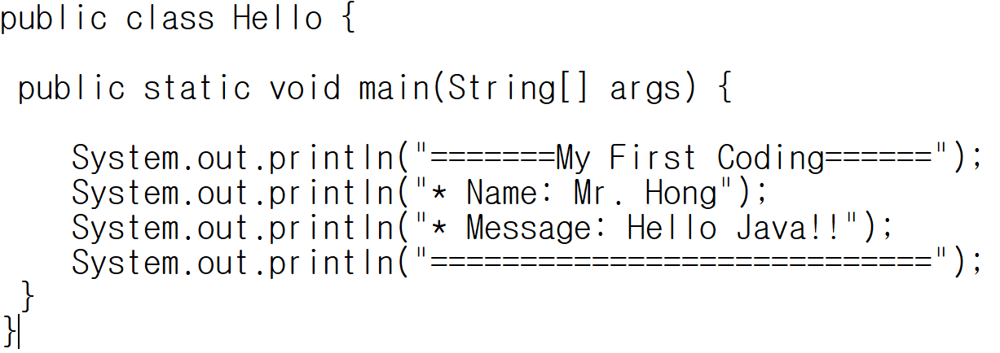 public class Hello {
public static void main(String[] args) {
System.out.println("=======My First Coding======");
System.out.println("* Name: Mr. Hong");
System.out.println("* Message: Hello Java!!");
System.out.println("============================");
}
}